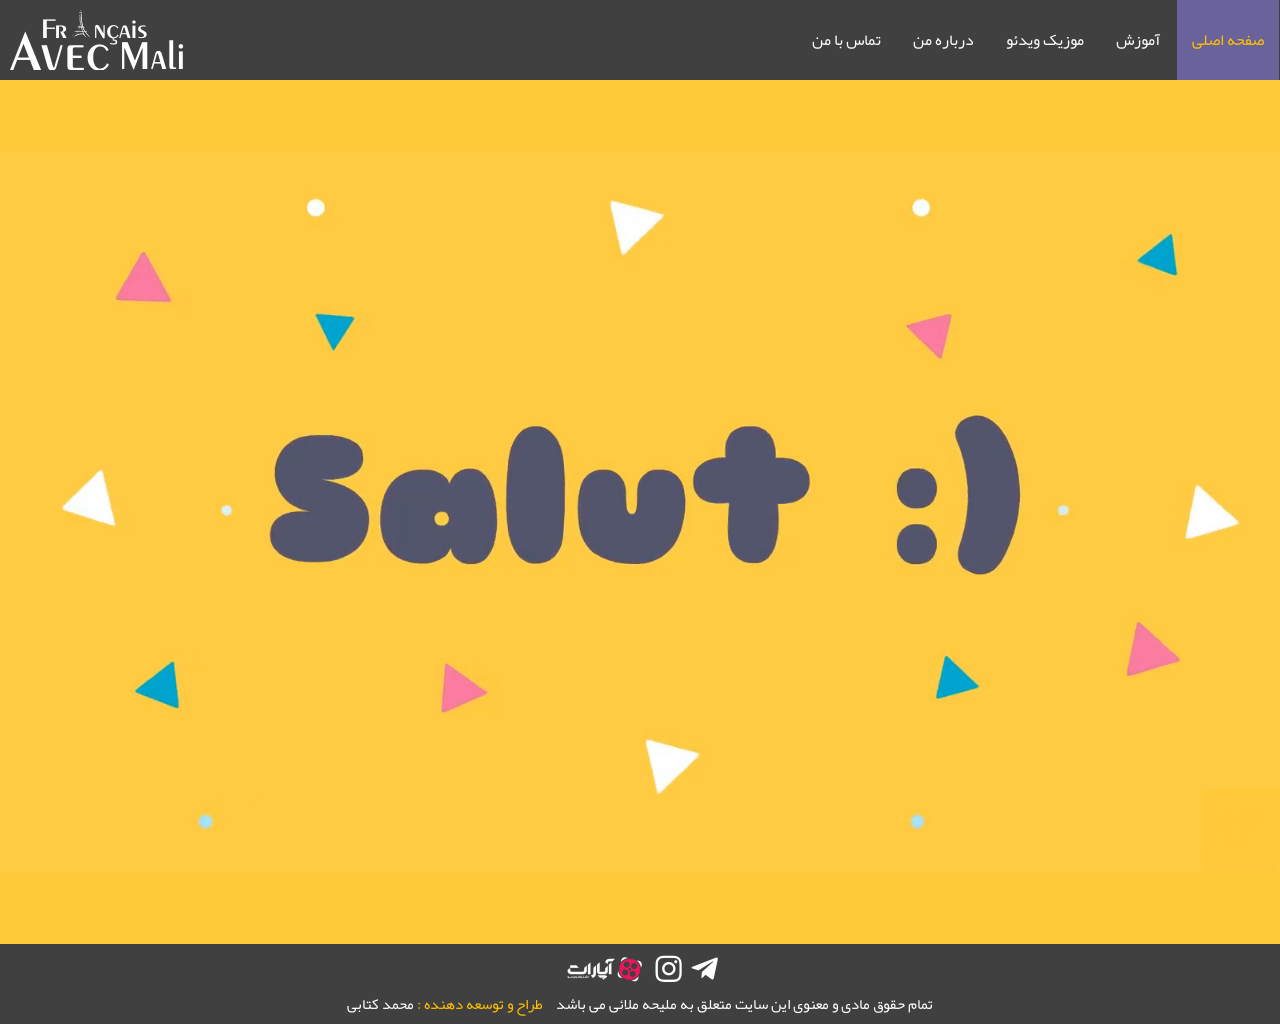 Français
Avec Mali
صفحه اصلی
آموزش
موزیک ویدئو
درباره من
تماس با من
Salut :)
آپارات
تمام حقوق مادی و معنوی این سایت متعلق به ملیحه ملائی می باشد طراح و توسعه دهنده : محمد کتابی